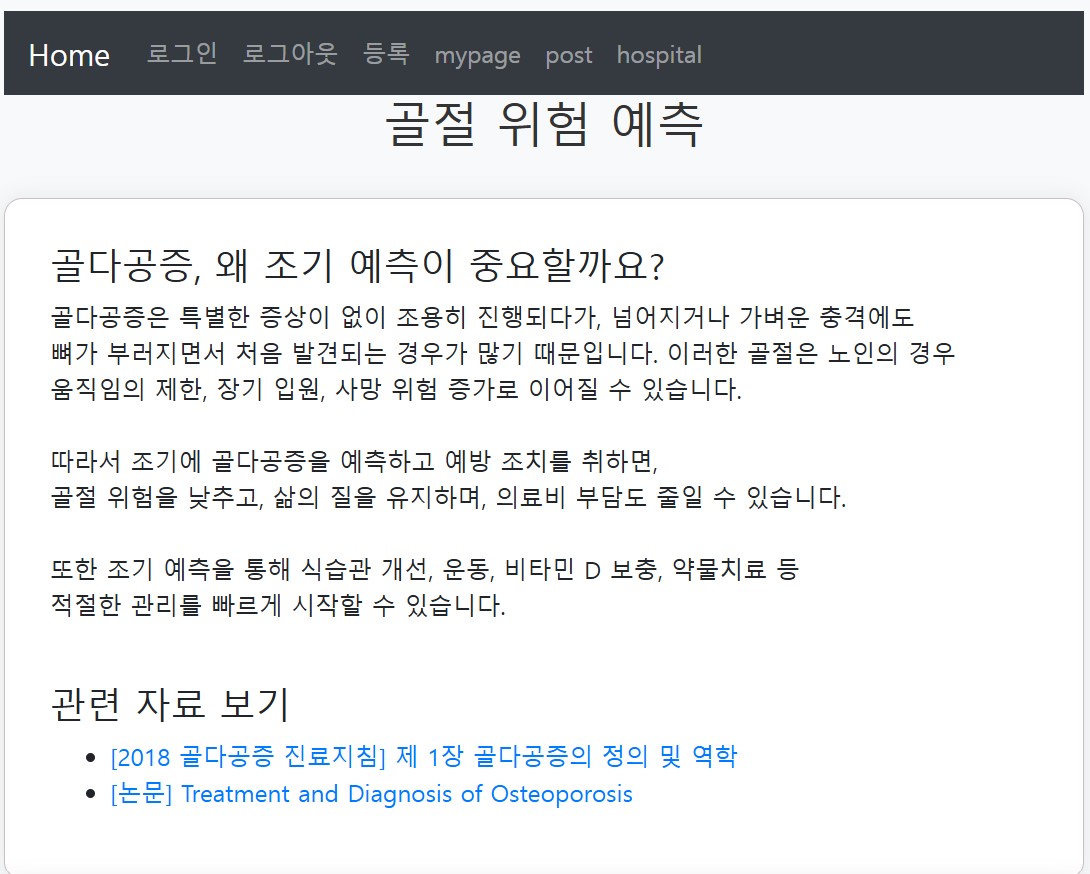 Home 로그인 로그아웃 등록 mypage post hospital
골절 위험 예측
골다공증, 왜 조기 예측이 중요할까요?
골다공증은 특별한 증상이 없이 조용히 진행되다가, 넘어지거나 가벼운 충격에도
뼈가 부러지면서 처음 발견되는 경우가 많기 때문입니다. 이러한 골절은 노인의 경우
움직임의 제한, 장기 입원, 사망 위험 증가로 이어질 수 있습니다.
따라서 조기에 골다공증을 예측하고 예방 조치를 취하면,
골절 위험을 낮추고, 삶의 질을 유지하며, 의료비 부담도 줄일 수 있습니다.
또한 조기 예측을 통해 식습관 개선, 운동, 비타민 D 보충, 약물치료 등
적절한 관리를 빠르게 시작할 수 있습니다.
관련 자료 보기
[2018 골다공증 진료지침] 제 1장 골다공증의 정의 및 역학
[논문] Treatment and Diagnosis of Osteoporosis